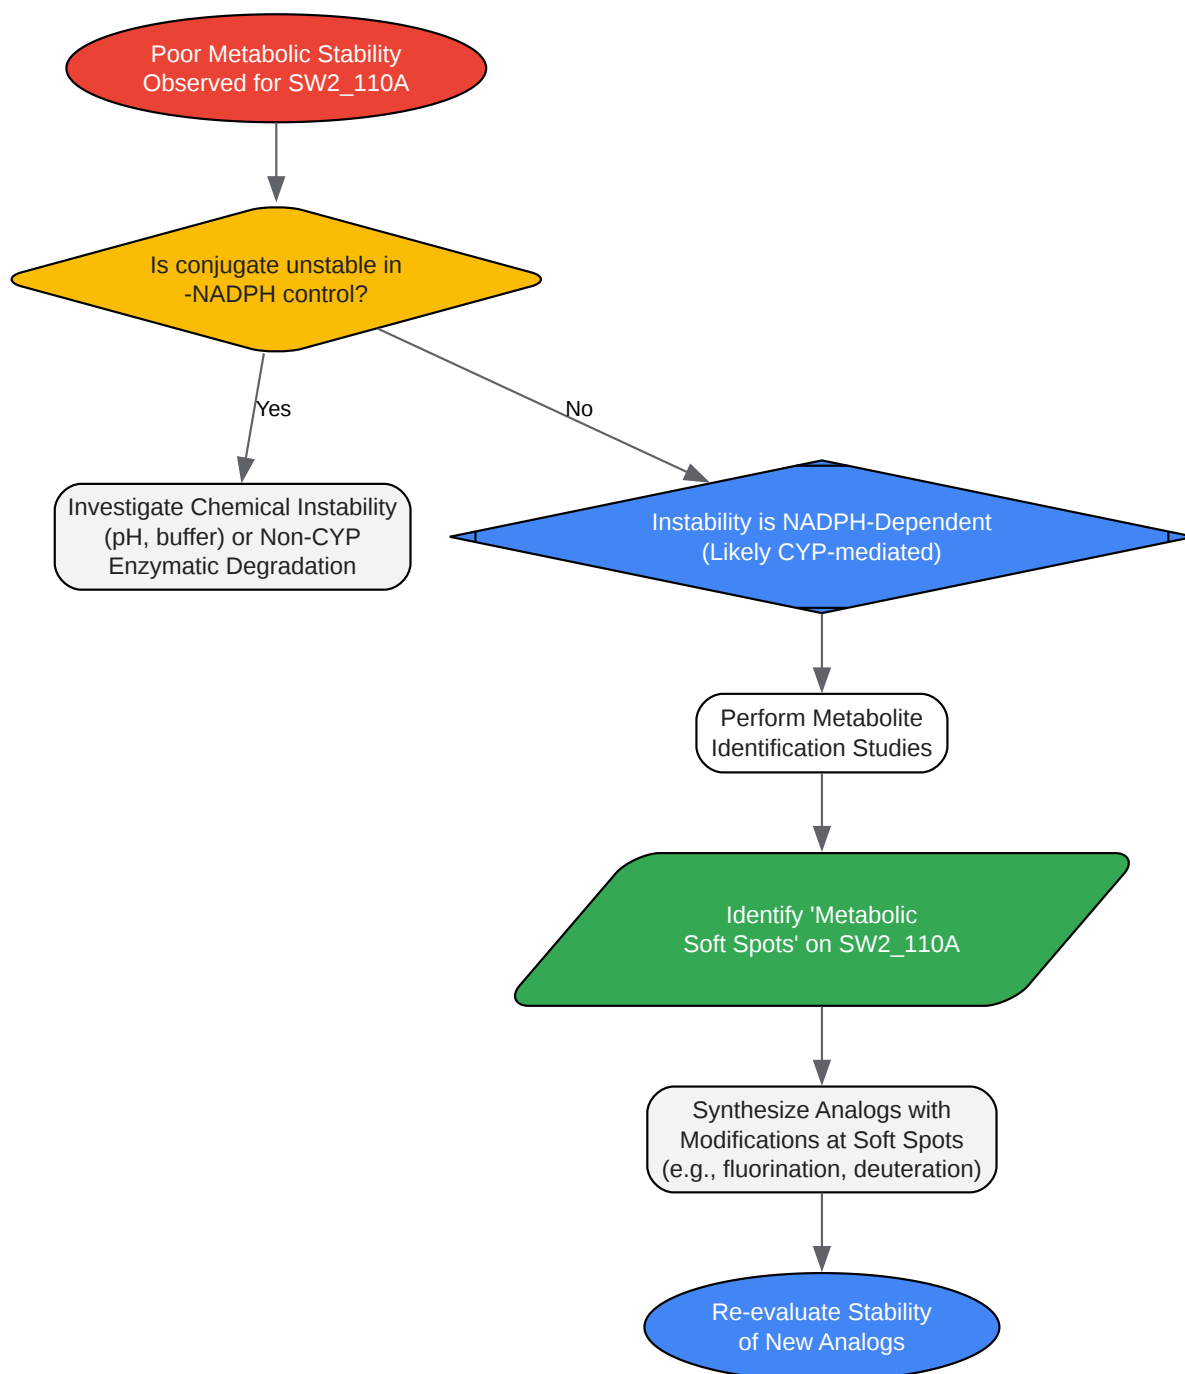 Poor Metabolic Stability
Observed for SW2_110A
Is conjugate unstable in
-NADPH control?
Yes
No
Investigate Chemical Instability
(pH, buffer) or Non-CYP
Enzymatic Degradation
Instability is NADPH-Dependent
(Likely CYP-mediated)
Perform Metabolite
Identification Studies
Identify 'Metabolic
Soft Spots' on SW2_110A
Synthesize Analogs with
Modifications at Soft Spots
(e.g., fluorination, deuteration)
Re-evaluate Stability
of New Analogs